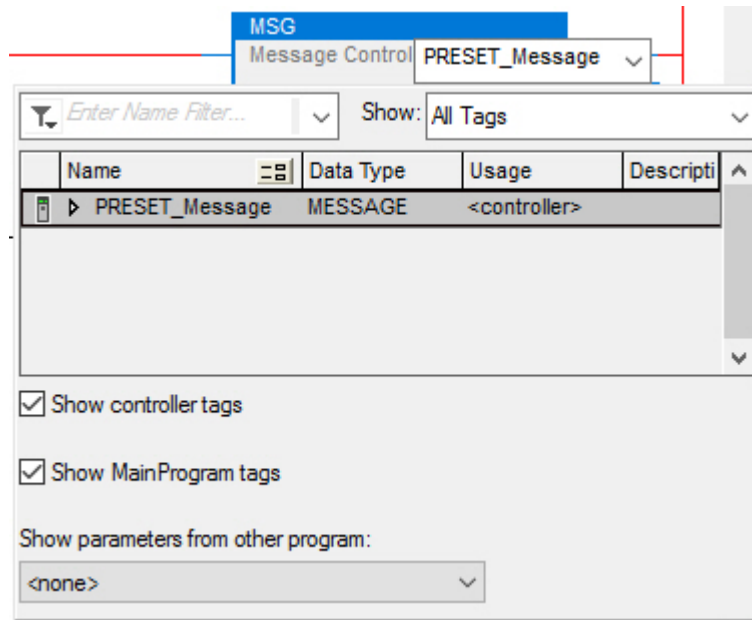 MSG
Message Control PRESET_Message
Enter Name Filter... Show: All Tags
Name Data Type Usage Descripti
PRESET_Message MESSAGE <controller>
Show controller tags
Show MainProgram tags
Show parameters from other program:
<none>